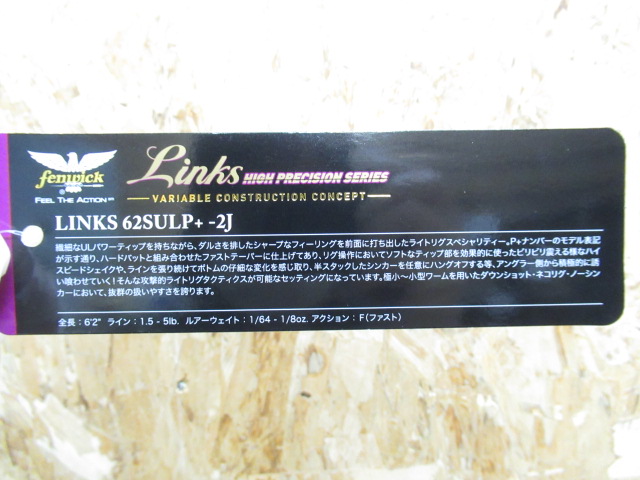 fenwick®
FEEL THE ACTION
Links HIGH PRECISION SERIES
VARIABLE CONSTRUCTION CONCEPT
LINKS 62SULP+ -2J
繊細なULパワーティップを持ちながら、ダルさを排したシャープなフィーリングを前面に打ち出したライトリグスペシャリティー。P+ナンバーのモデル表記
が示す通り、ハードバットと組み合わせたファストテーパーに仕上げてあり、リグ操作においてソフトなティップ部を効果的に使ったビリビリ震える様なハイ
スピードシェイクや、ラインを張り続けてボトムの仔細な変化を感じ取り、半スタックしたシンカーを任意にハングオフする等、アングラー側から積極的に誘
い喰わせていく!そんな攻撃的ライトリグタクティクスが可能なセッティングになっています。極小〜小型ワームを用いたダウンショット・ネコリグ・ノーシン
カーにおいて、抜群の扱いやすさを誇ります。
全長:6'2" ライン:1.5 - 5lb. ルアーウェイト:1/64 - 1/8oz. アクション:F(ファスト)